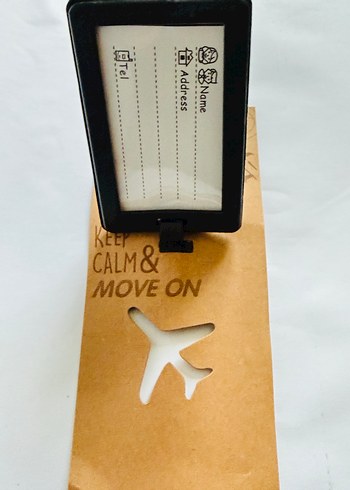 Name
Address
Tel
KEEP
CALM &
MOVE ON